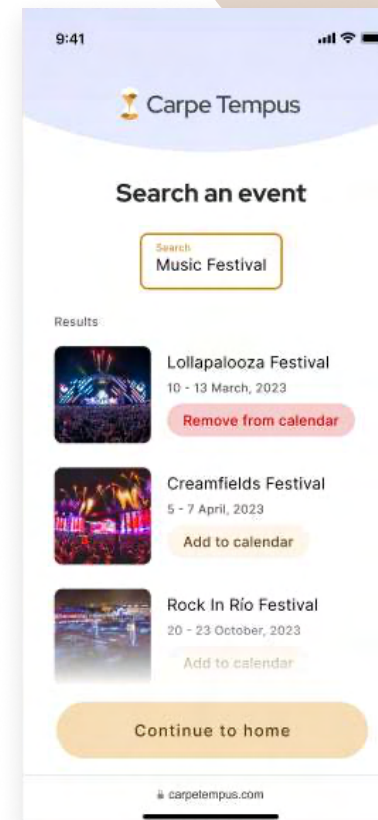 9:41
Carpe Tempus
Search an event
Search
Music Festival
Results
Lollapalooza Festival
10 - 13 March, 2023
Remove from calendar
Creamfields Festival
5 - 7 April, 2023
Add to calendar
Rock In Río Festival
20 - 23 October, 2023
Add to calendar
Continue to home
carpetempus.com